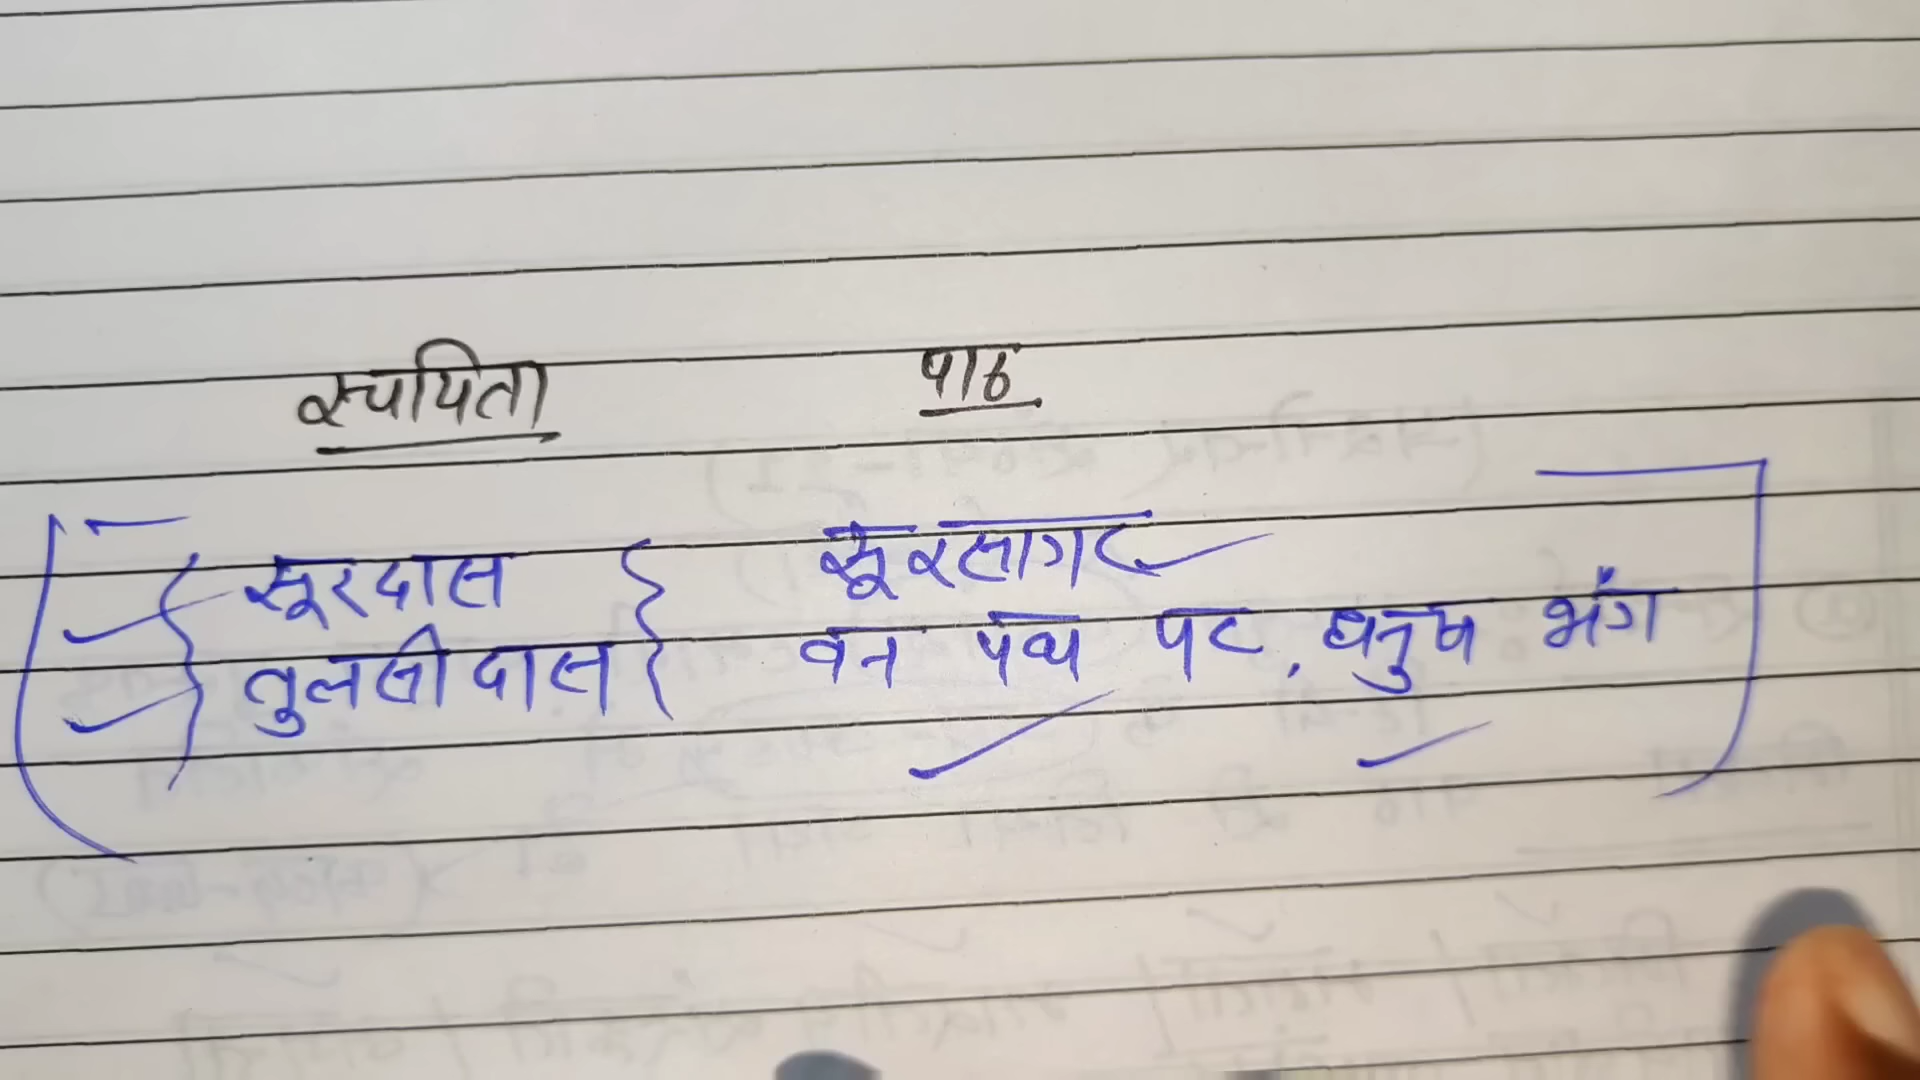 रचयिता पाठ
सूरदास सूरसागर
तुलसीदास वन पथ पर, धनुष भंग